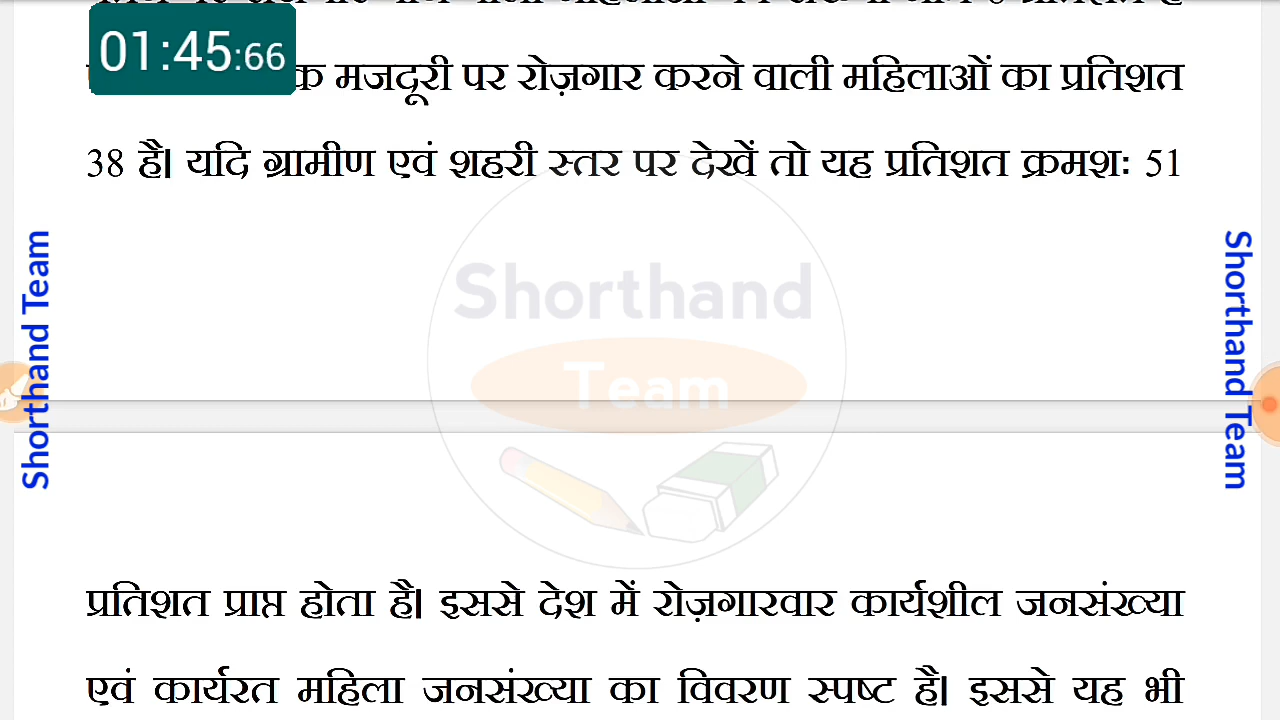 01:45:66
क मजदूरी पर रोज़गार करने वाली महिलाओं का प्रतिशत
38 है। यदि ग्रामीण एवं शहरी स्तर पर देखें तो यह प्रतिशत क्रमशः 51
Shorthand Team
Shorthand
Team
Shorthand Team
प्रतिशत प्राप्त होता है। इससे देश में रोज़गारवार कार्यशील जनसंख्या
एवं कार्यरत महिला जनसंख्या का विवरण स्पष्ट है। इससे यह भी